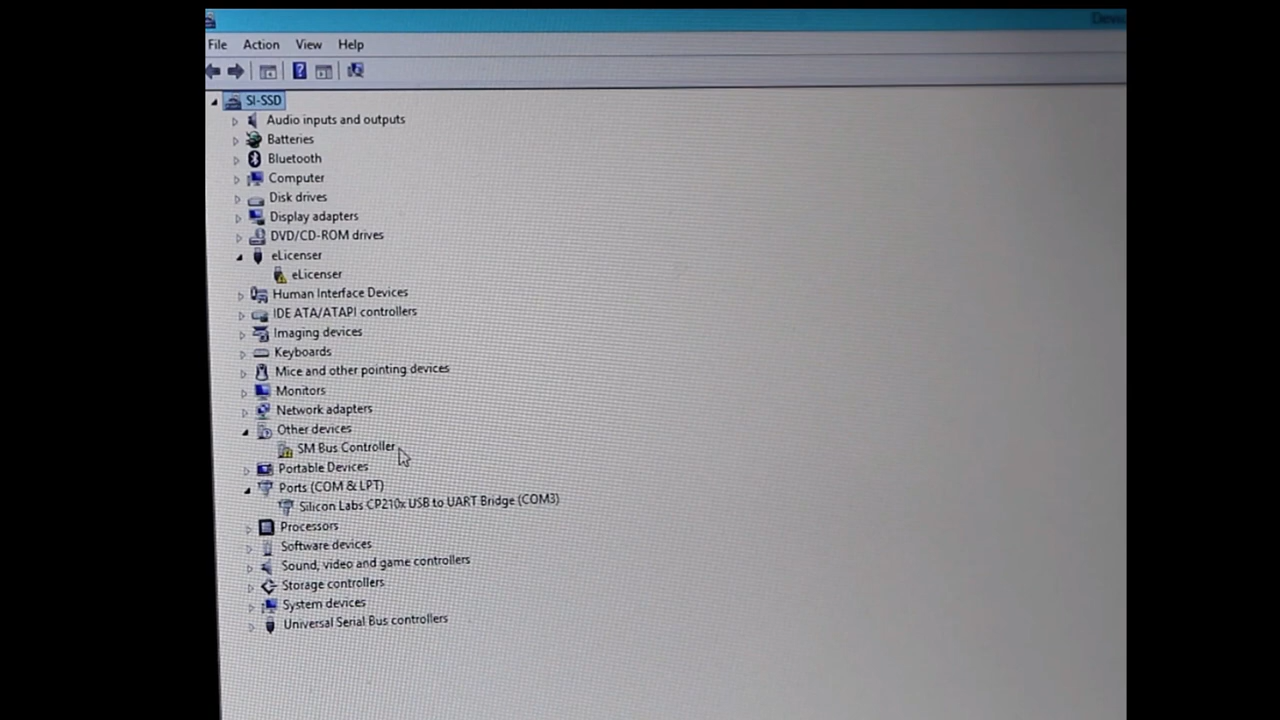 Devic
File Action View Help
SI-SSD
Audio inputs and outputs
Batteries
Bluetooth
Computer
Disk drives
Display adapters
DVD/CD-ROM drives
eLicenser
eLicenser
Human Interface Devices
IDE ATA/ATAPI controllers
Imaging devices
Keyboards
Mice and other pointing devices
Monitors
Network adapters
Other devices
SM Bus Controller
Portable Devices
Ports (COM & LPT)
Silicon Labs CP210x USB to UART Bridge (COM3)
Processors
Software devices
Sound, video and game controllers
Storage controllers
System devices
Universal Serial Bus controllers